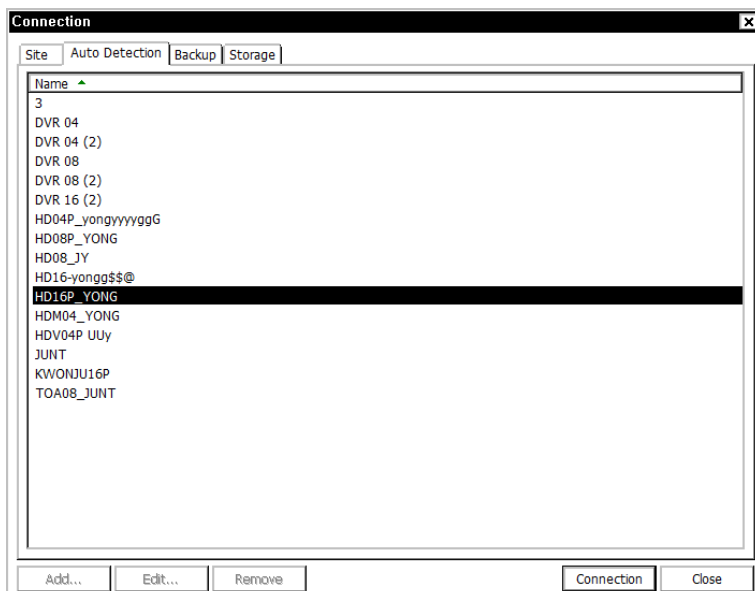 Connection
Site Auto Detection Backup Storage
Name
3
DVR 04
DVR 04 (2)
DVR 08
DVR 08 (2)
DVR 16 (2)
HD04P_yongyyyyggG
HD08P_YONG
HD08_JY
HD16-yongg$$@
HD16P_YONG
HDM04_YONG
HDV04P UUy
JUNT
KWONJU16P
TOA08_JUNT
Add... Edit... Remove Connection Close